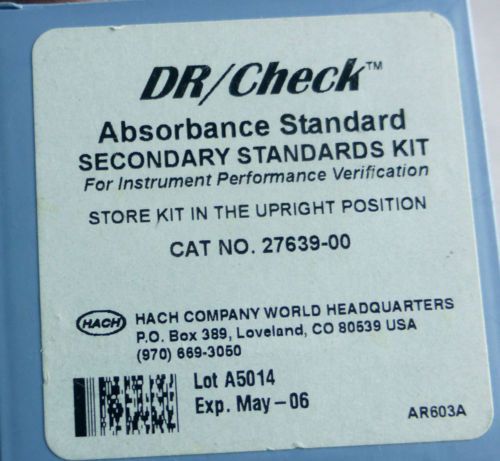 DR/Check™
Absorbance Standard
SECONDARY STANDARDS KIT
For Instrument Performance Verification
STORE KIT IN THE UPRIGHT POSITION
CAT NO. 27639-00
HACH
HACH COMPANY WORLD HEADQUARTERS
P.O. Box 389, Loveland, CO 80539 USA
(970) 669-3050
Lot A5014
Exp. May-06
AR603A